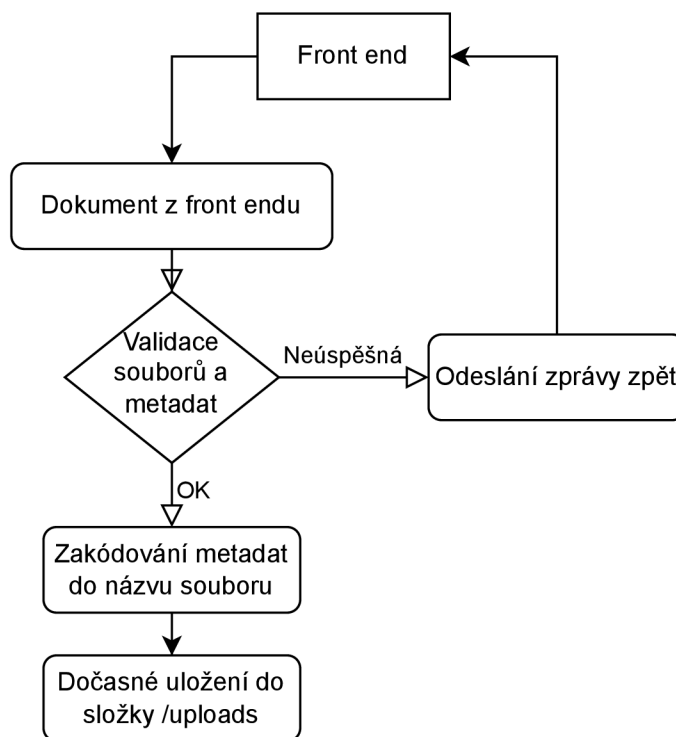 Front end
Dokument z front endu
Validace
souborů a
metadat
Neúspěšná
Odeslání zprávy zpět
OK
Zakódování metadat
do názvu souboru
Dočasné uložení do
složky /uploads